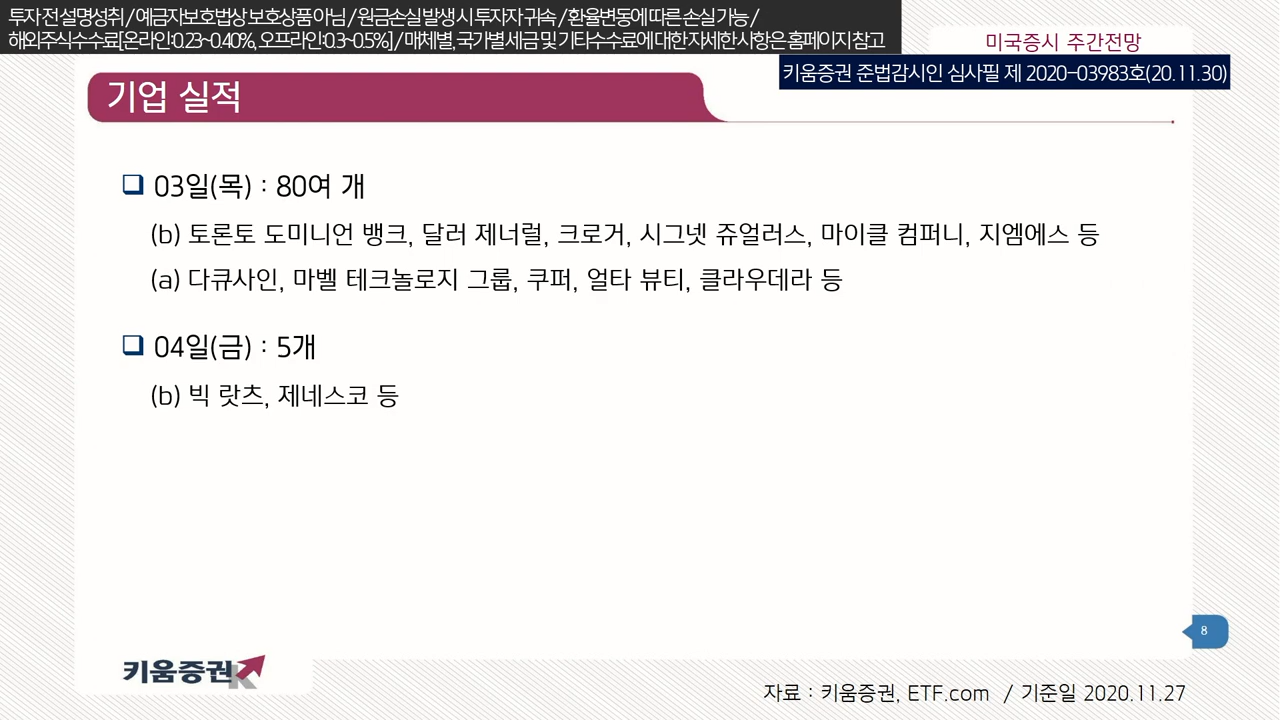 투자 전 설명성취 / 예금자보호법상 보호상품 아님 / 원금손실 발생 시 투자자 귀속 / 환율변동에 따른 손실 가능 /
해외주식수수료[온라인:0.23~0.40%, 오프라인:0.3~0.5%] / 매체별, 국가별 세금 및 기타수수료에 대한 자세한 사항은 홈페이지 참고
미국증시 주간전망
키움증권 준법감시인 심사필 제 2020-03983호(20.11.30)
기업 실적
03일(목) : 80여 개
(b) 토론토 도미니언 뱅크, 달러 제너럴, 크로거, 시그넷 쥬얼러스, 마이클 컴퍼니, 지엠에스 등
(a) 다큐사인, 마벨 테크놀로지 그룹, 쿠퍼, 얼타 뷰티, 클라우데라 등
04일(금) : 5개
(b) 빅 랏츠, 제네스코 등
8
키움증권
자료 : 키움증권, ETF.com / 기준일 2020.11.27